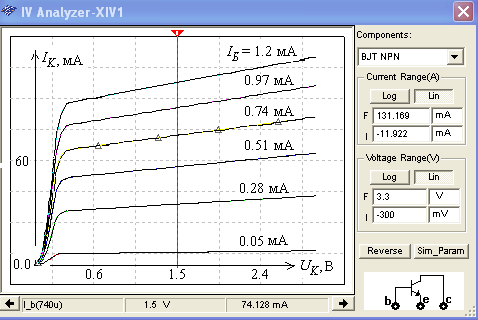 IV Analyzer-XIV1
I_К, мА
I_Б = 1.2 мА
0.97 мА
0.74 мА
0.51 мА
0.28 мА
0.05 мА
60
0.0
0.6
1.5
2.4
U_К, В
I_b(740u)
1.5 V
74.128 mA
Components:
BJT NPN
Current Range(A)
Log
Lin
F
131.169
mA
I
-11.922
mA
Voltage Range(V)
Log
Lin
F
3.3
V
I
-300
mV
Reverse
Sim_Param
b
e
c